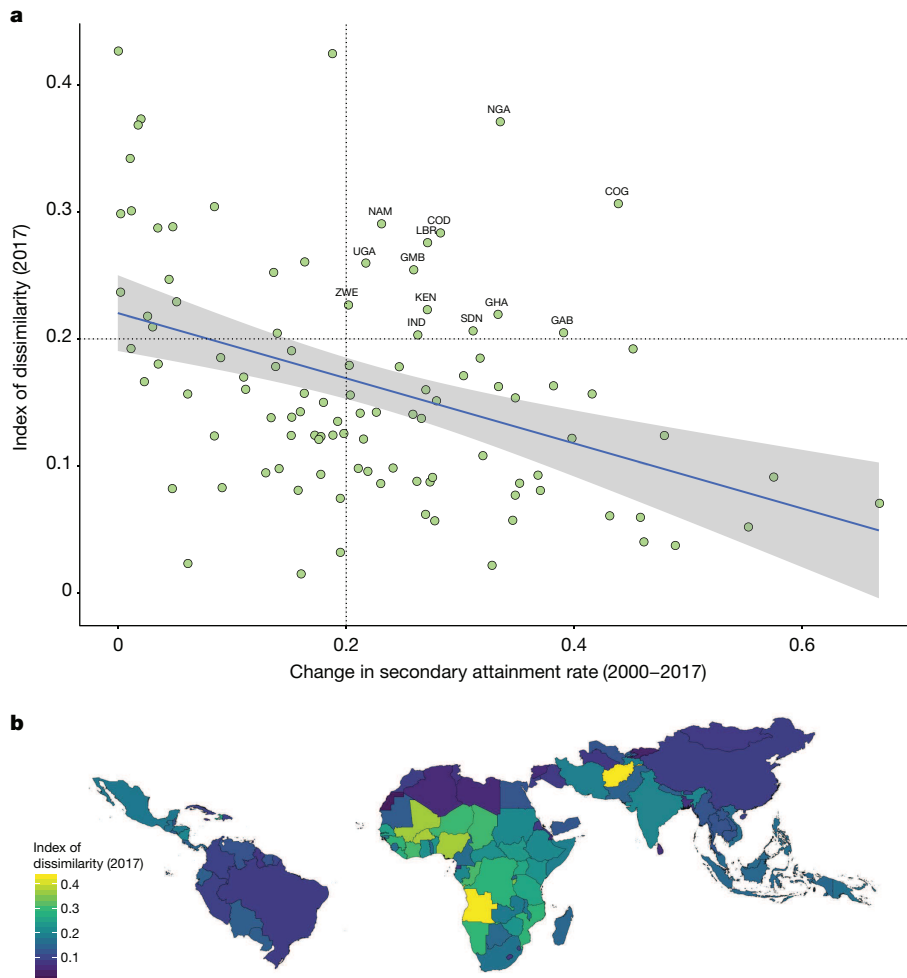 a
0.4
0.3
0.2
0.1
0
Index of dissimilarity (2017)
NGA
COG
NAM
COD
LBR
UGA
GMB
ZWE
KEN
GHA
IND
SDN
GAB
0
0.2
0.4
0.6
Change in secondary attainment rate (2000–2017)
b
Index of
dissimilarity (2017)
0.4
0.3
0.2
0.1